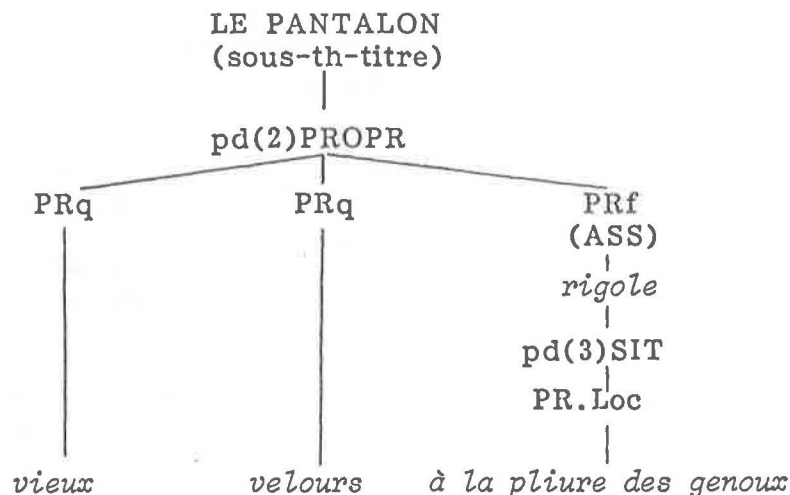 LE PANTALON
(sous-th-titre)
pd(2)PROPR
PRq PRq PRf
(ASS)
rigole
pd(3)SIT
PR.Loc
vieux velours à la pliure des genoux